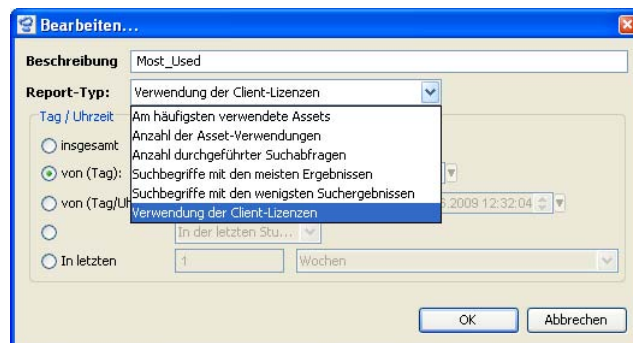 Bearbeiten...
Beschreibung Most_Used
Report-Typ: Verwendung der Client-Lizenzen
Tag / Uhrzeit
Am häufigsten verwendete Assets
Anzahl der Asset-Verwendungen
insgesamt
Anzahl durchgeführter Suchabfragen
von (Tag): Suchbegriffe mit den meisten Ergebnissen
Suchbegriffe mit den wenigsten Suchergebnissen
von (Tag/Uh .2009 12:32:04
Verwendung der Client-Lizenzen
In der letzten Stu...
In letzten 1 Wochen
OK Abbrechen